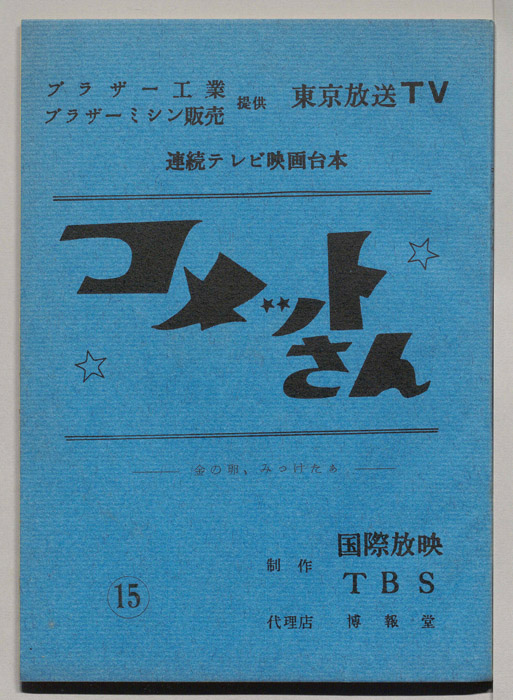 ブラザー工業
ブラザーミシン販売 提供 東京放送TV
連続テレビ映画台本
コメットさん
金の卵、みつけたぁ
制作 国際放映
TBS
代理店 博報堂
15